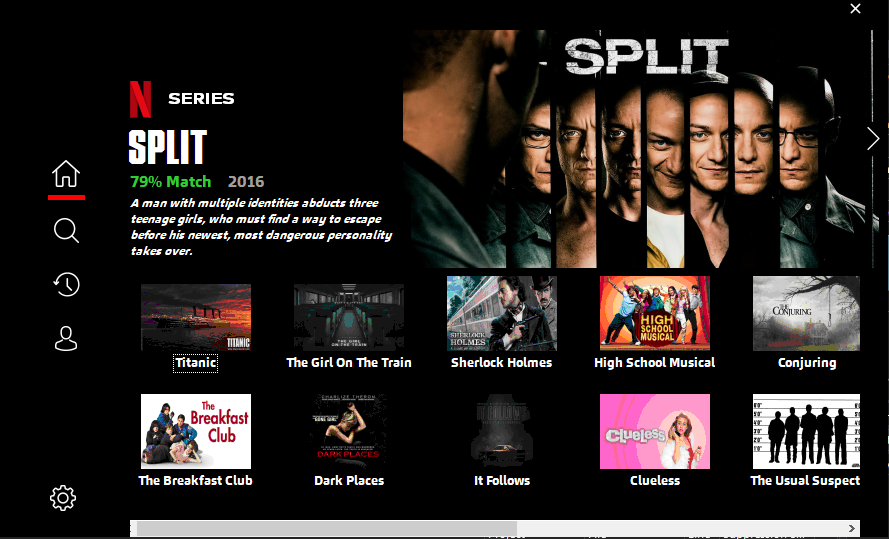 SPLIT
N SERIES
SPLIT
79% Match 2016
A man with multiple identities abducts three
teenage girls, who must find a way to escape
before his newest, most dangerous personality
takes over.
TITANIC
THE GIRL
ON THE TRAIN
SHERLOCK
HOLMES
HIGH
SCHOOL
MUSICAL
THE
CONJURING
Titanic
The Girl On The Train
Sherlock Holmes
High School Musical
Conjuring
The
Breakfast
Club
CHARLIZE THERON
GONE GIRL
DARK PLACES
IT FOLLOWS
Clueless
The Breakfast Club
Dark Places
It Follows
Clueless
The Usual Suspect